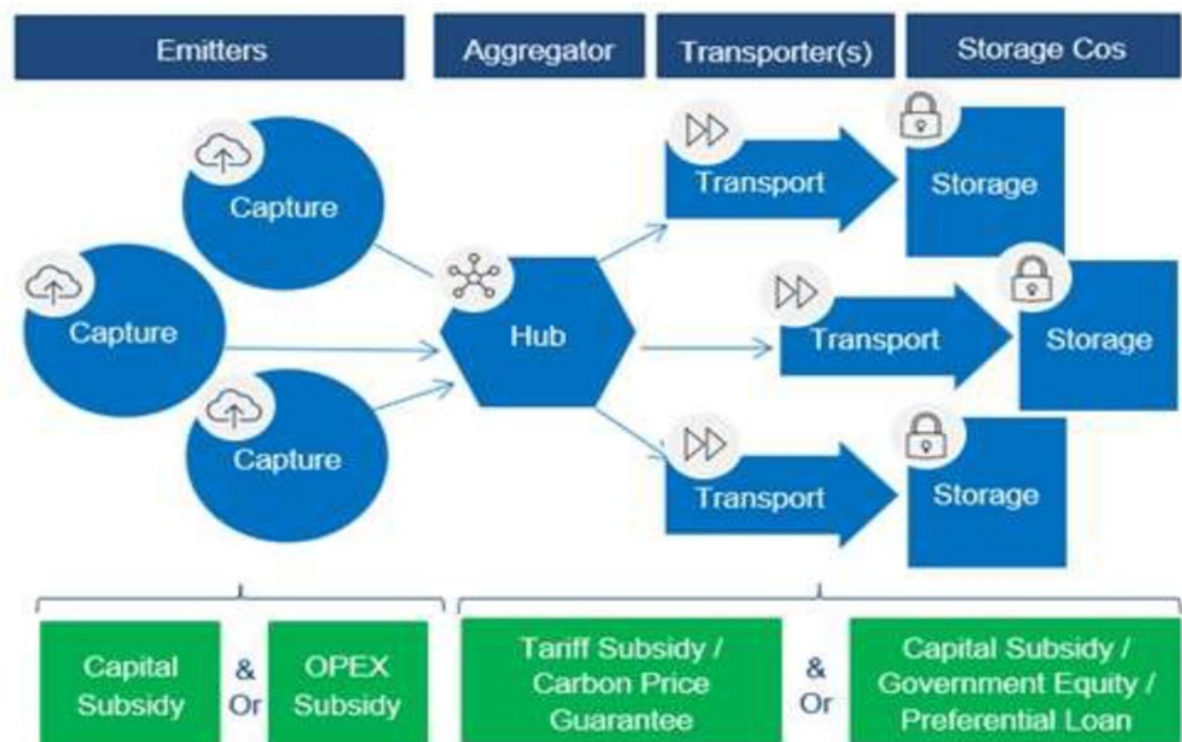 Emitters
Aggregator
Transporter(s)
Storage Cos
Capture
Transport
Storage
Capture
Hub
Transport
Storage
Capture
Transport
Storage
Capital
Subsidy
&
Or
OPEX
Subsidy
Tariff Subsidy /
Carbon Price
Guarantee
&
Or
Capital Subsidy /
Government Equity /
Preferential Loan